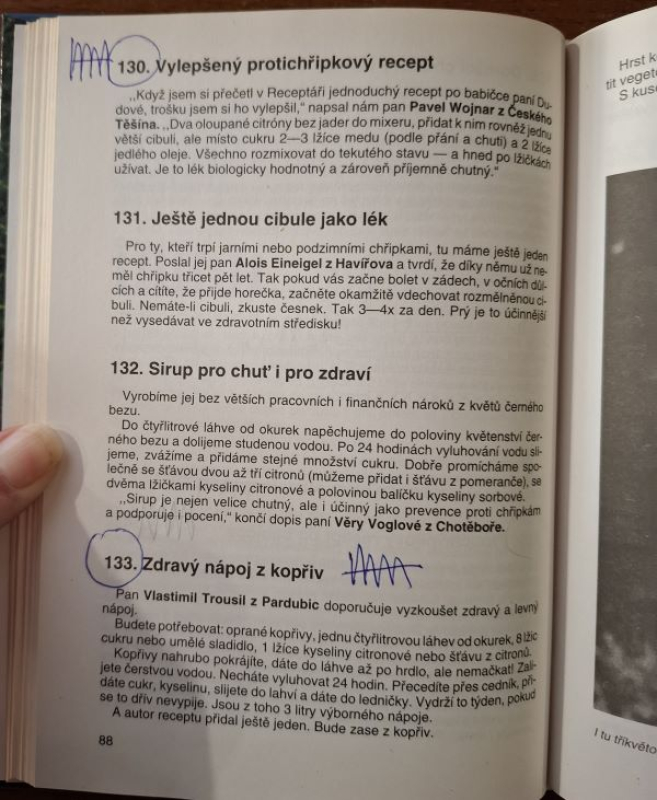 130. Vylepšený protichřipkový recept
„Když jsem si přečetl v Receptáři jednoduchý recept po babičce paní Du-
dové, trošku jsem si ho vylepšil,“ napsal nám pan Pavel Wojnar z Českého
Těšína. „Dva oloupané citróny bez jader do mixeru, přidat k nim rovněž jednu
větší cibuli, ale místo cukru 2—3 lžíce medu (podle přání a chuti) a 2 lžíce
jedlého oleje. Všechno rozmixovat do tekutého stavu — a hned po lžičkách
užívat. Je to lék biologicky hodnotný a zároveň příjemně chutný.“
131. Ještě jednou cibule jako lék
Pro ty, kteří trpí jarními nebo podzimními chřipkami, tu máme ještě jeden
recept. Poslal jej pan Alois Eineigel z Havířova a tvrdí, že díky němu už ne-
měl chřipku třicet pět let. Tak pokud vás začne bolet v zádech, v očních důl-
cích a cítíte, že přijde horečka, začněte okamžitě vdechovat rozmělněnou ci-
buli. Nemáte-li cibuli, zkuste česnek. Tak 3—4x za den. Prý je to účinnější
než vysedávat ve zdravotním středisku!
132. Sirup pro chuť i pro zdraví
Vyrobíme jej bez větších pracovních i finančních nároků z květů černého
bezu.
Do čtyřlitrové láhve od okurek napěchujeme do poloviny květenství čer-
ného bezu a dolijeme studenou vodou. Po 24 hodinách vyluhování vodu sli-
jeme, zvážíme a přidáme stejné množství cukru. Dobře promícháme spo-
lečně se šťávou dvou až tří citronů (můžeme přidat i šťávu z pomeranče), se
dvěma lžičkami kyseliny citronové a polovinou balíčku kyseliny sorbové.
„Sirup je nejen velice chutný, ale i účinný jako prevence proti chřipkám
a podporuje i pocení,“ končí dopis paní Věry Voglové z Chotěboře.
133. Zdravý nápoj z kopřiv
Pan Vlastimil Trousil z Pardubic doporučuje vyzkoušet zdravý a levný
nápoj.
Budete potřebovat: oprané kopřivy, jednu čtyřlitrovou láhev od okurek, 8 lžic
cukru nebo umělé sladidlo, 1 lžíce kyseliny citronové nebo šťávu z citronů.
Kopřivy nahrubo pokrájíte, dáte do láhve až po hrdlo, ale nemačkat! Zali-
jete čerstvou vodou. Necháte vyluhovat 24 hodin. Přecedíte přes cedník, při-
dáte cukr, kyselinu, slijete do lahví a dáte do ledničky. Vydrží to týden, pokud
se to dřív nevypije. Jsou z toho 3 litry výborného nápoje.
A autor receptu přidal ještě jeden. Bude zase z kopřiv.
88
Hrst
tit
S
I tu